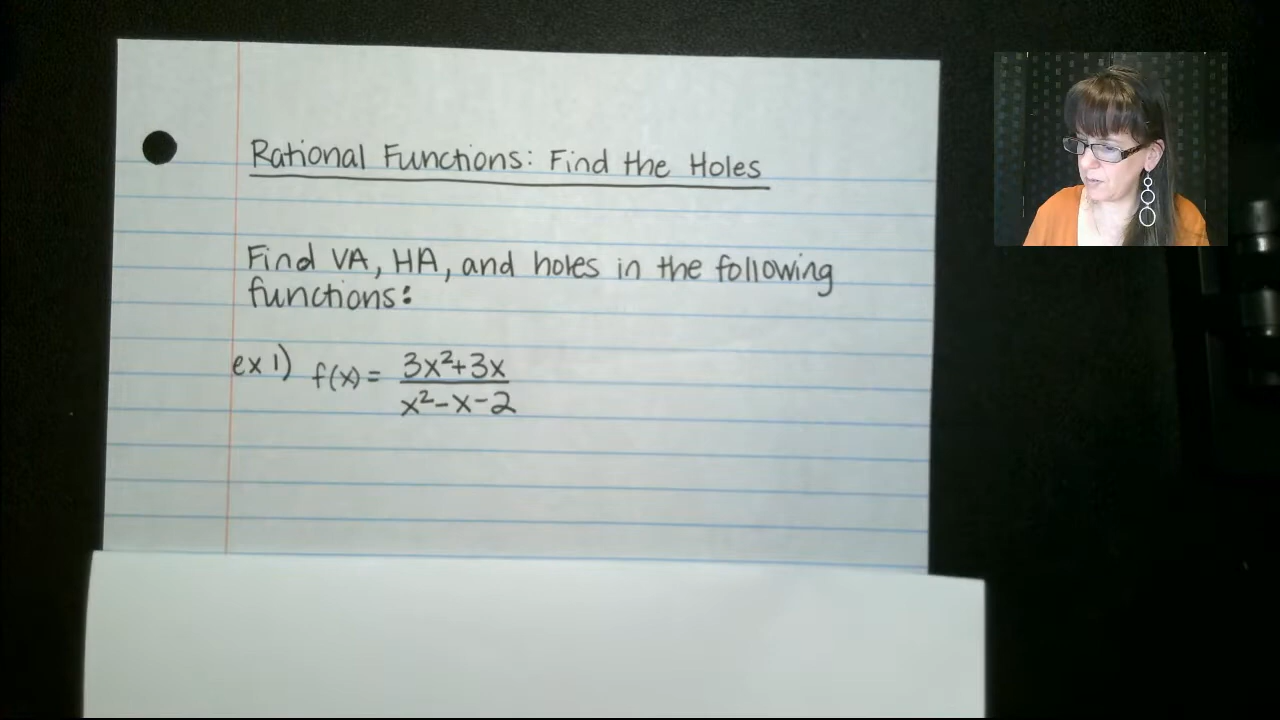 Rational Functions: Find the Holes
Find VA, HA, and holes in the following
functions:
ex 1) f(x) = 3x²+3x
x²-x-2